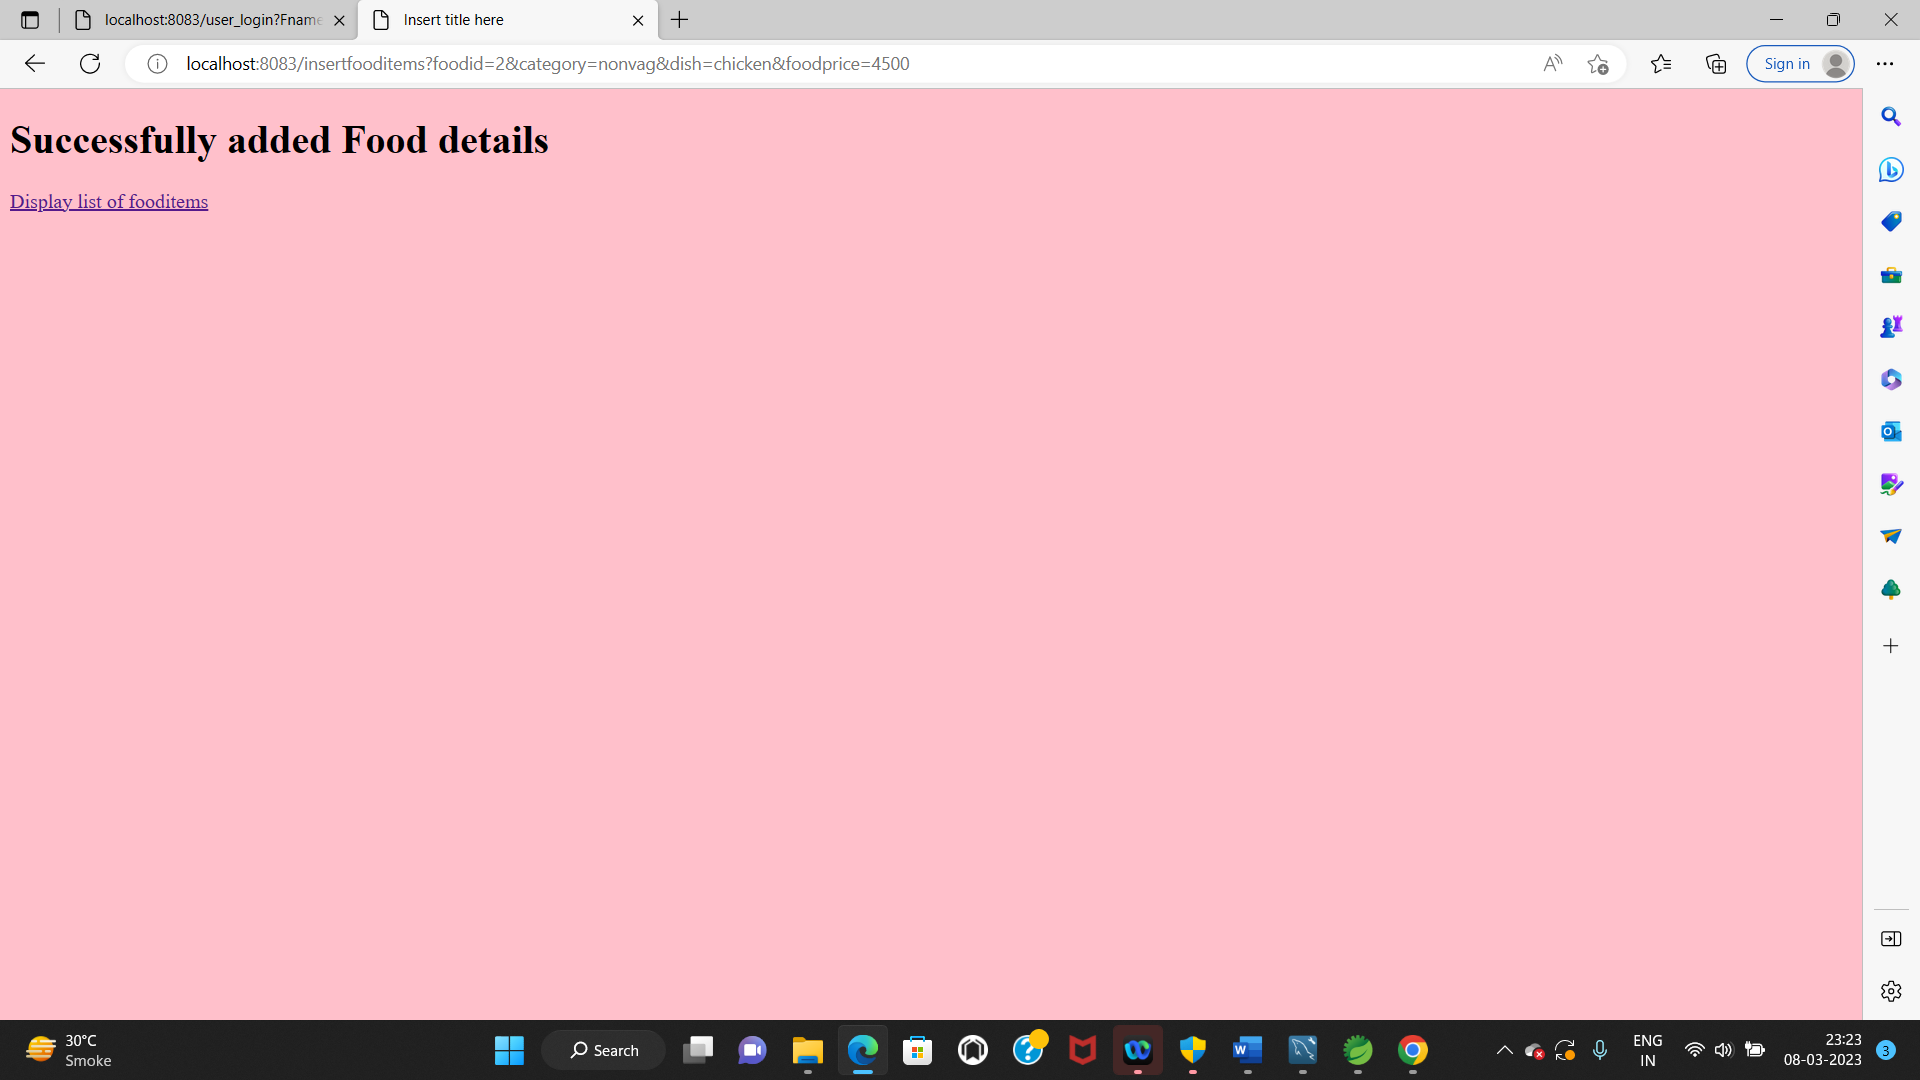 localhost:8083/user_login?Fname
Insert title here
localhost:8083/insertfooditems?foodid=2&category=nonvag&dish=chicken&foodprice=4500
Sign in
Successfully added Food details
Display list of fooditems
30°C
Smoke
Search
ENG
IN
23:23
08-03-2023
3